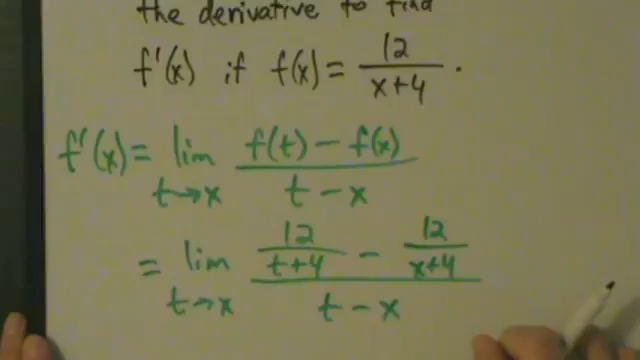 the derivative to find
f'(x) if f(x) = 12/(x+4).
f'(x) = lim t→x (f(t) − f(x))/(t − x)
= lim t→x (12/(t+4) − 12/(x+4))/(t − x)